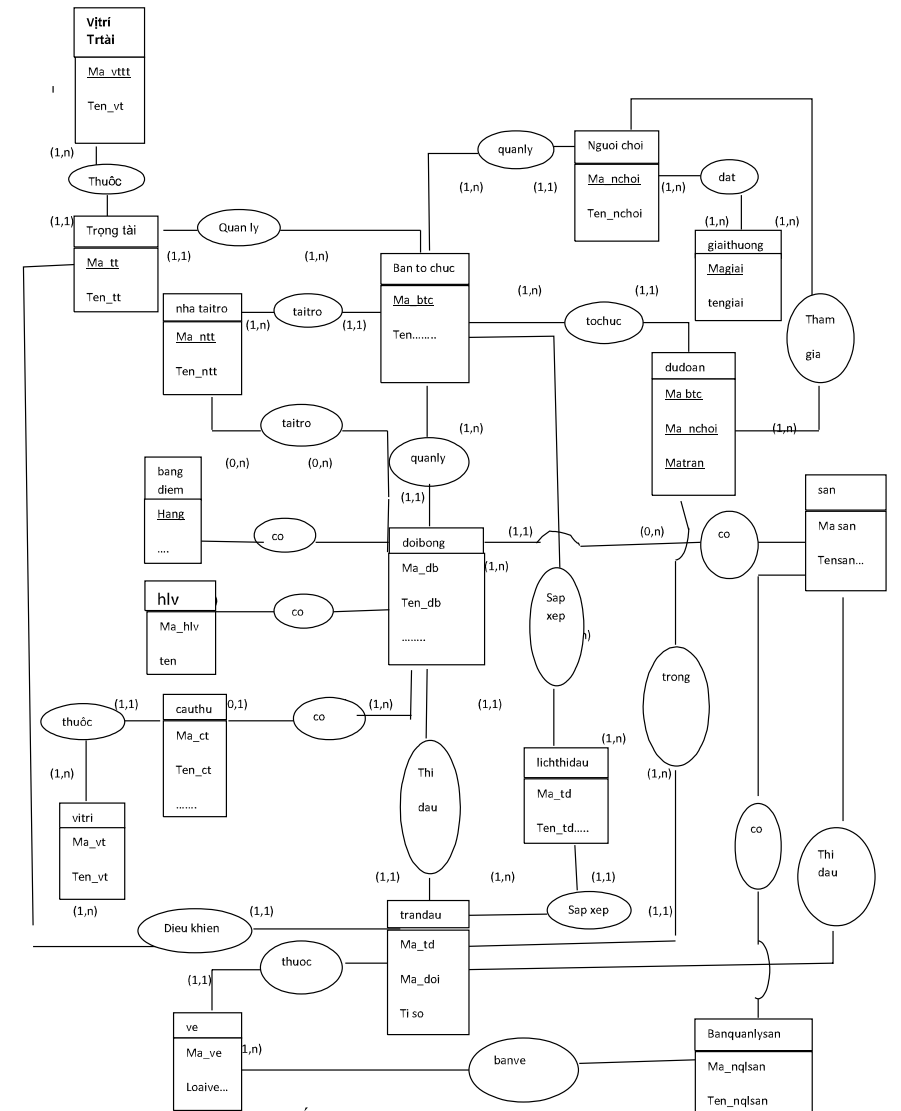 Vịtrí
Trtài
Ma_vttt
Ten_vt
(1,n)
Thuôc
(1,1)
Trọng tài
Ma_tt
Ten_tt
Quan ly
(1,1)
(1,n)
quanly
(1,n)
(1,1)
Nguoi choi
Ma_nchoi
Ten_nchoi
(1,n)
dat
(1,n)
(1,n)
giaithuong
Magiai
tengiai
Ban to chuc
Ma_btc
Ten........
nha taitro
Ma_ntt
Ten_ntt
taitro
(1,n)
(1,1)
(1,n)
(1,1)
tochuc
Tham
gia
dudoan
Ma btc
Ma_nchoi
Matran
(1,n)
taitro
(0,n)
(0,n)
(1,n)
quanly
(1,1)
bang
diem
Hang
....
co
doibong
Ma_db
Ten_db
........
(1,1)
(1,n)
(0,n)
co
san
Ma san
Tensan...
hlv
Ma_hlv
ten
co
Sap
xep
trong
thuôc
(1,1)
cauthu
Ma_ct
Ten_ct
.......
0,1)
co
(1,n)
(1,1)
(1,n)
vitri
Ma_vt
Ten_vt
(1,n)
Thi
dau
(1,n)
lichthidau
Ma_td
Ten_td.....
(1,n)
co
Thi
dau
(1,1)
(1,n)
(1,1)
Sap xep
(1,1)
Dieu khien
(1,1)
trandau
Ma_td
Ma_doi
Ti so
thuoc
(1,1)
ve
Ma_ve
Loaive...
1,n)
banve
Banquanlysan
Ma_nqlsan
Ten_nqlsan